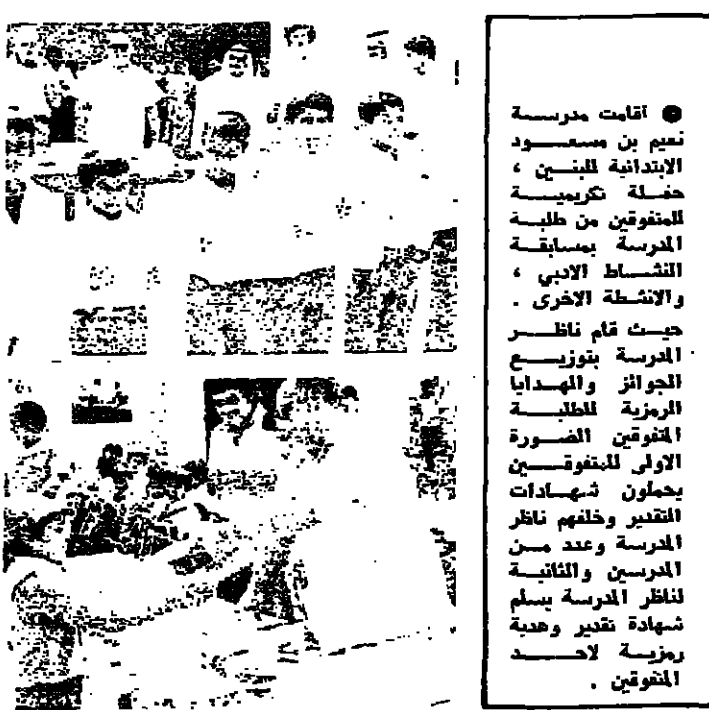 ● أقامت مدرسة
نعيم بن مسعود
الابتدائية للبنين ،
حفلة تكريمية
للمتفوقين من طلبة
المدرسة بمسابقة
النشاط الادبي ،
والانشطة الاخرى .
حيث قام ناظر
المدرسة بتوزيع
الجوائز والهدايا
الرمزية للطلبة
المتفوقين الصورة
الاولى للمتفوقين
يحملون شهادات
التقدير وخلفهم ناظر
المدرسة وعدد من
المدرسين والثانية
لناظر المدرسة يسلم
شهادة تقدير وهدية
رمزية لاحد
المتفوقين .